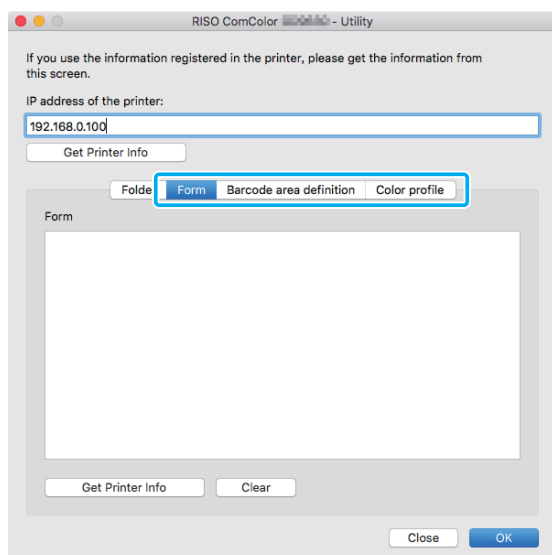 RISO ComColor - Utility
If you use the information registered in the printer, please get the information from
this screen.
IP address of the printer:
192.168.0.100
Get Printer Info
Folde Form Barcode area definition Color profile
Form
Get Printer Info Clear
Close OK